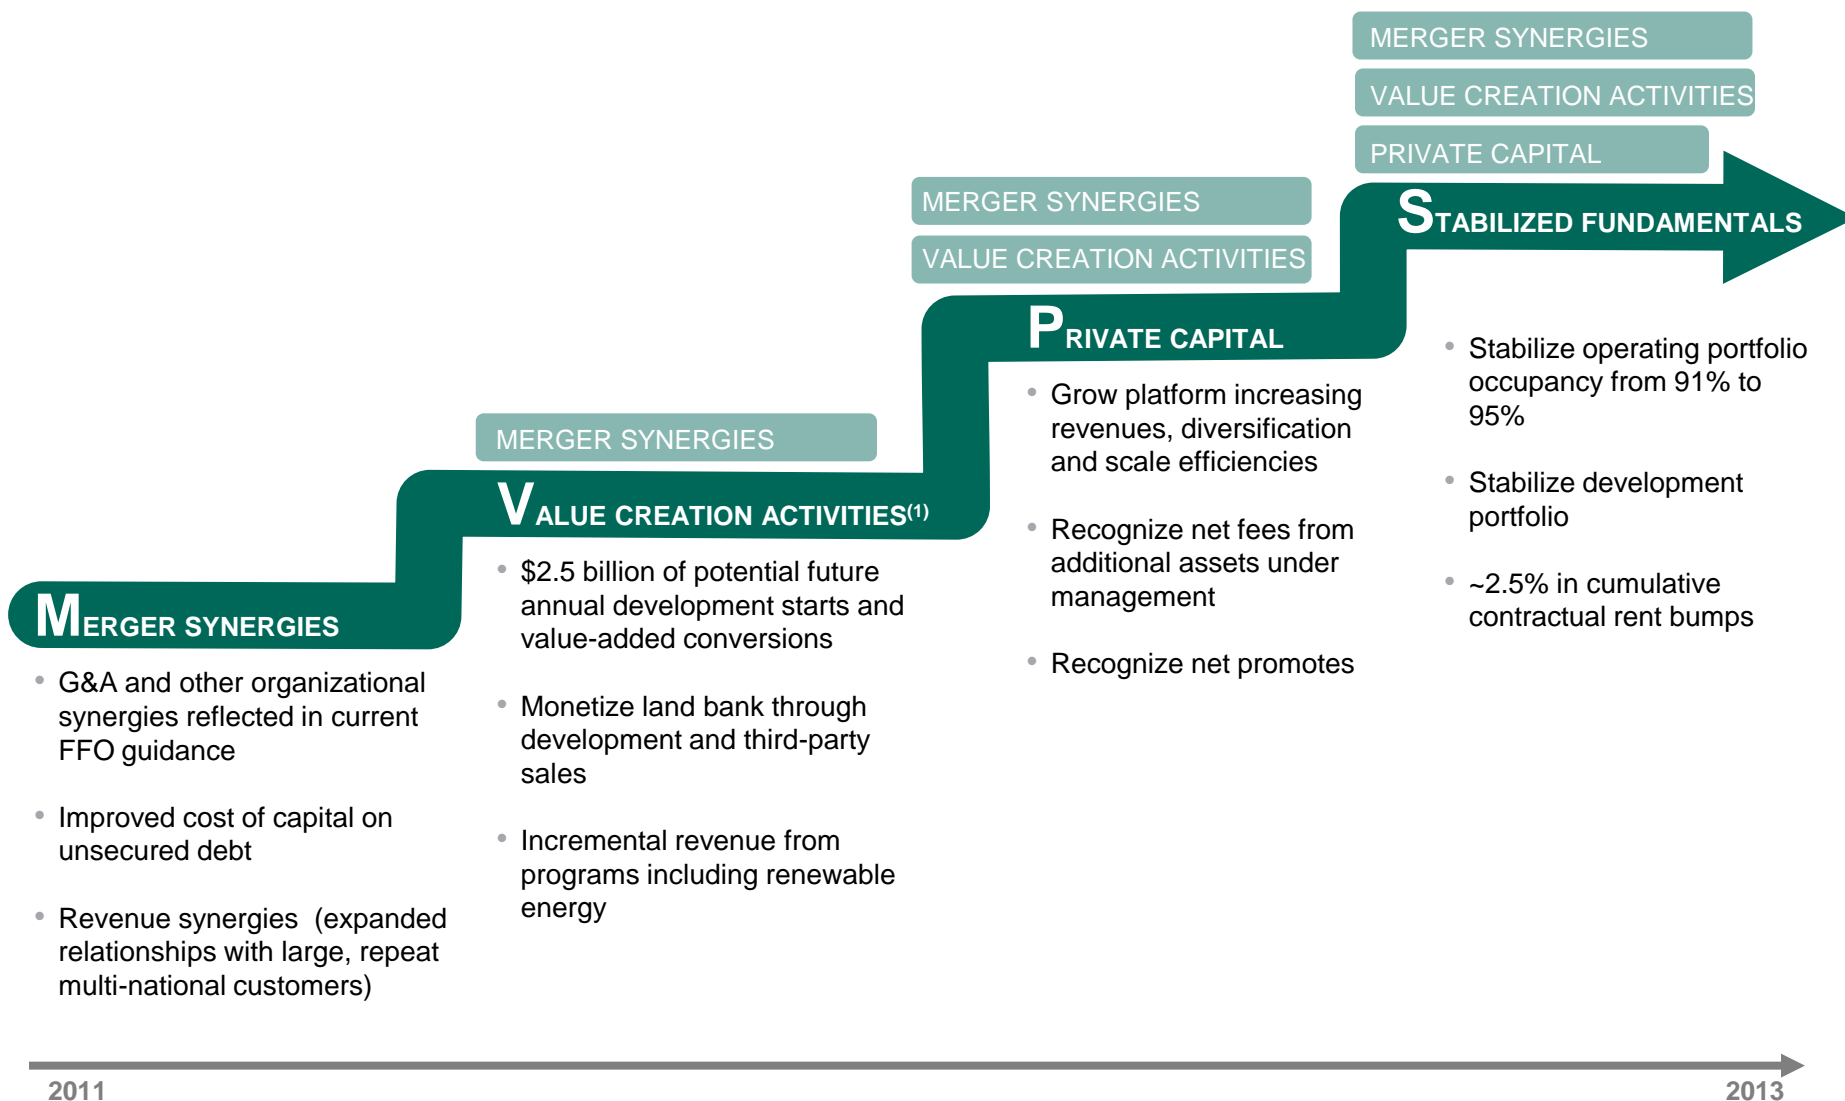 MERGER SYNERGIES
VALUE CREATION ACTIVITIES
PRIVATE CAPITAL
STABILIZED FUNDAMENTALS
• Stabilize operating portfolio
occupancy from 91% to
95%
• Stabilize development
portfolio
• ~2.5% in cumulative
contractual rent bumps
MERGER SYNERGIES
VALUE CREATION ACTIVITIES
PRIVATE CAPITAL
• Grow platform increasing
revenues, diversification
and scale efficiencies
• Recognize net fees from
additional assets under
management
• Recognize net promotes
MERGER SYNERGIES
VALUE CREATION ACTIVITIES(1)
• $2.5 billion of potential future
annual development starts and
value-added conversions
• Monetize land bank through
development and third-party
sales
• Incremental revenue from
programs including renewable
energy
MERGER SYNERGIES
• G&A and other organizational
synergies reflected in current
FFO guidance
• Improved cost of capital on
unsecured debt
• Revenue synergies (expanded
relationships with large, repeat
multi-national customers)
2011
2013